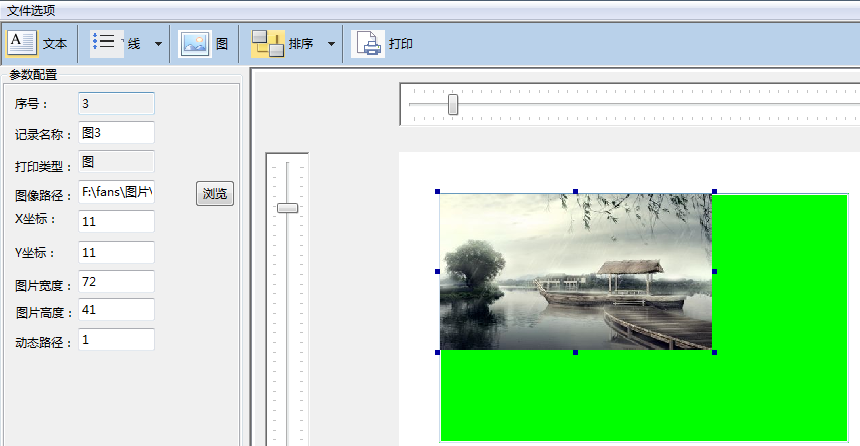 文件选项
文本 线 图 排序 打印
参数配置
序号： 3
记录名称： 图3
打印类型： 图
图像路径： F:\fans\图片\ 浏览
X坐标： 11
Y坐标： 11
图片宽度： 72
图片高度： 41
动态路径： 1